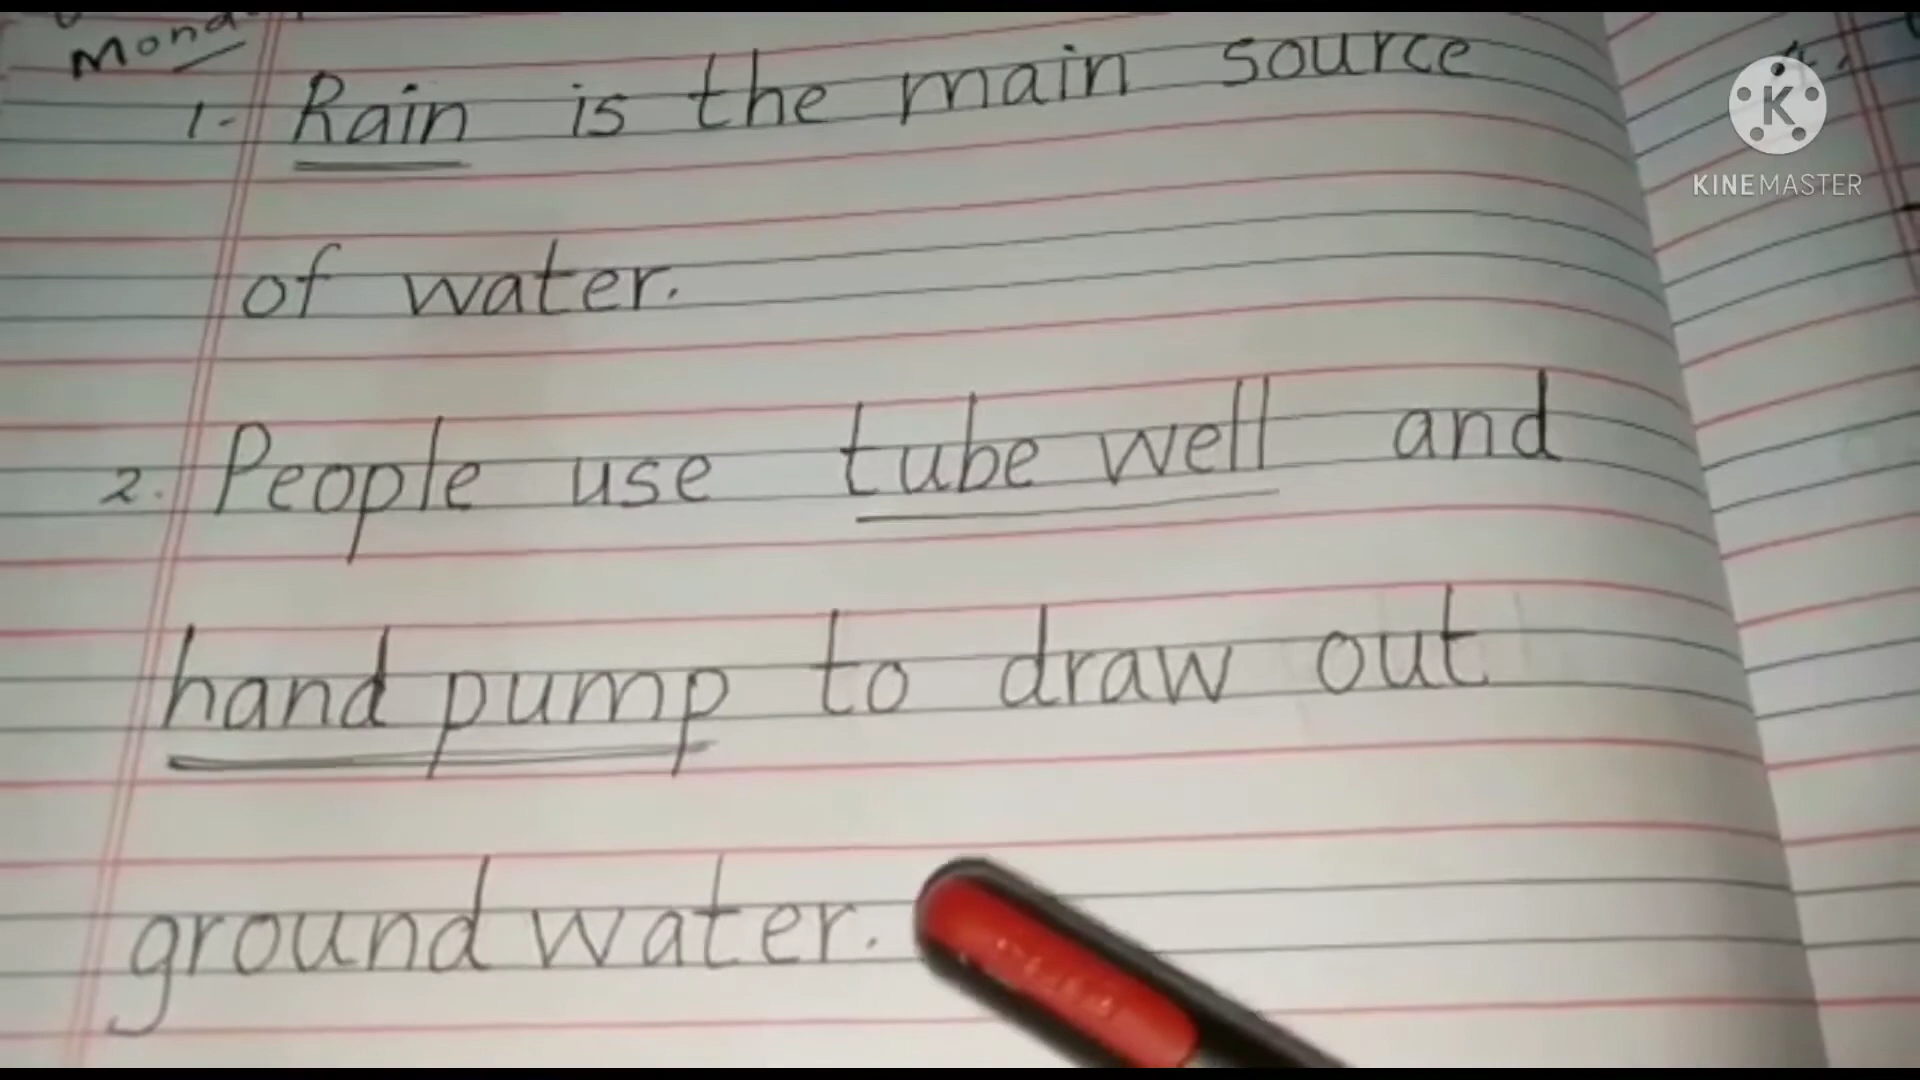 1. Rain is the main source
of water.
2. People use tube well and
hand pump to draw out
ground water.
KINEMASTER